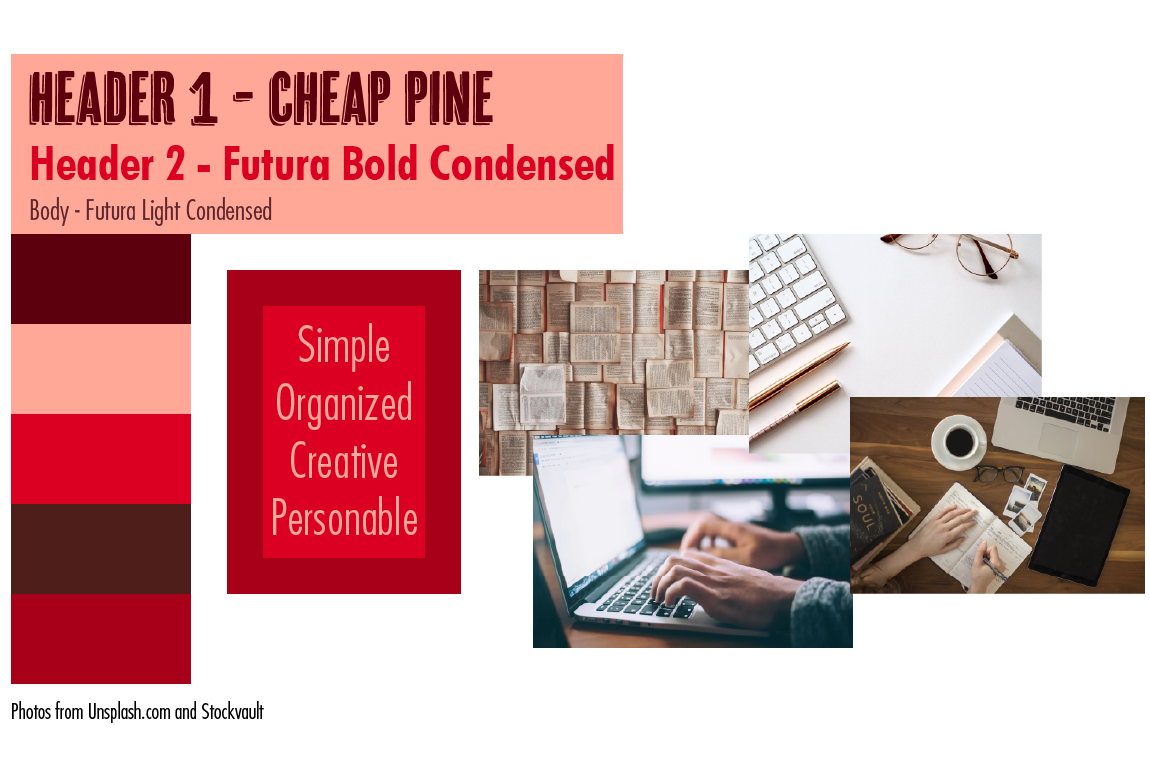 HEADER 1 - CHEAP PINE
Header 2 - Futura Bold Condensed
Body - Futura Light Condensed
Simple
Organized
Creative
Personable
SOUL
Photos from Unsplash.com and Stockvault